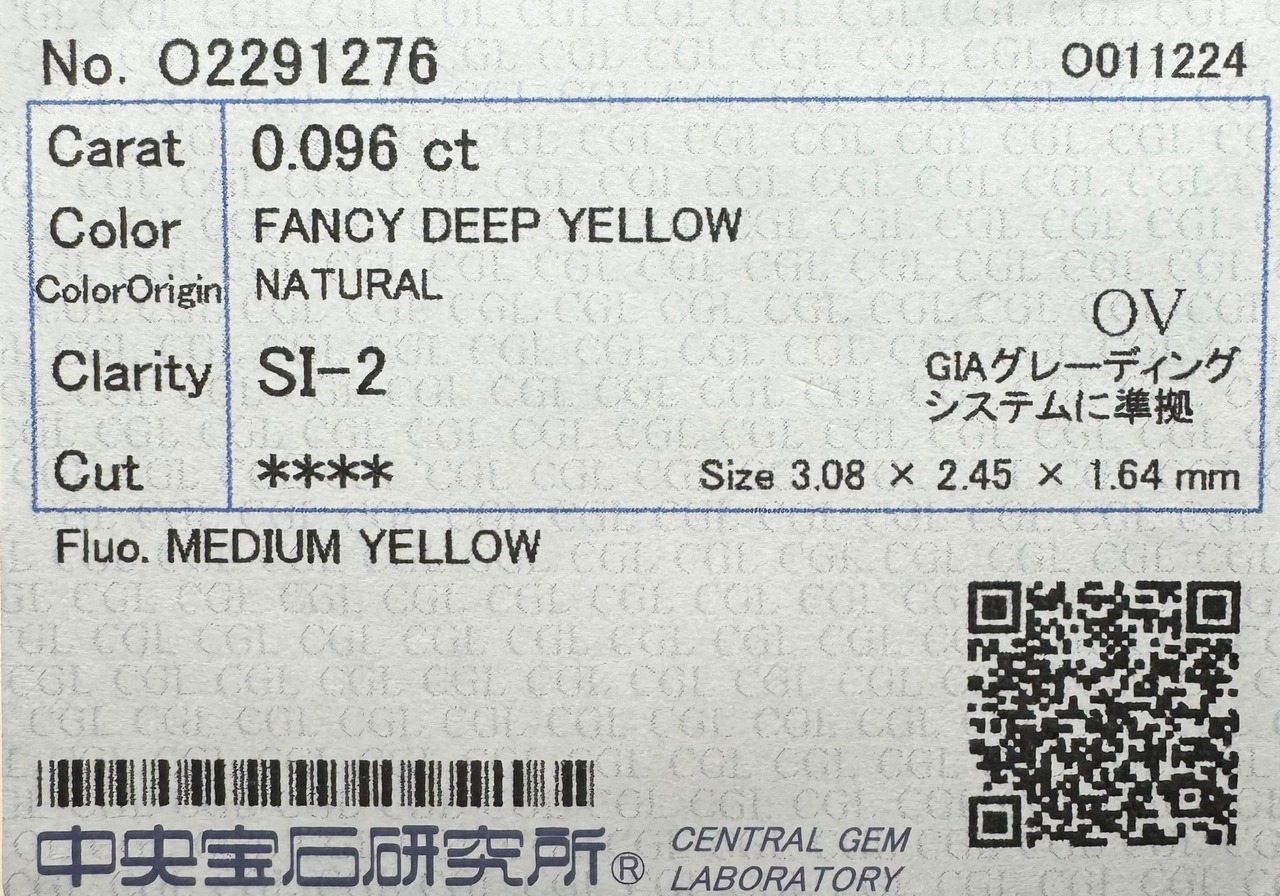 No. O2291276 O011224
Carat 0.096 ct
Color FANCY DEEP YELLOW
ColorOrigin NATURAL
OV
Clarity SI-2
GIAグレーディング
システムに準拠
Cut **** Size 3.08 × 2.45 × 1.64 mm
Fluo. MEDIUM YELLOW
中央宝石研究所® CENTRAL GEM
LABORATORY